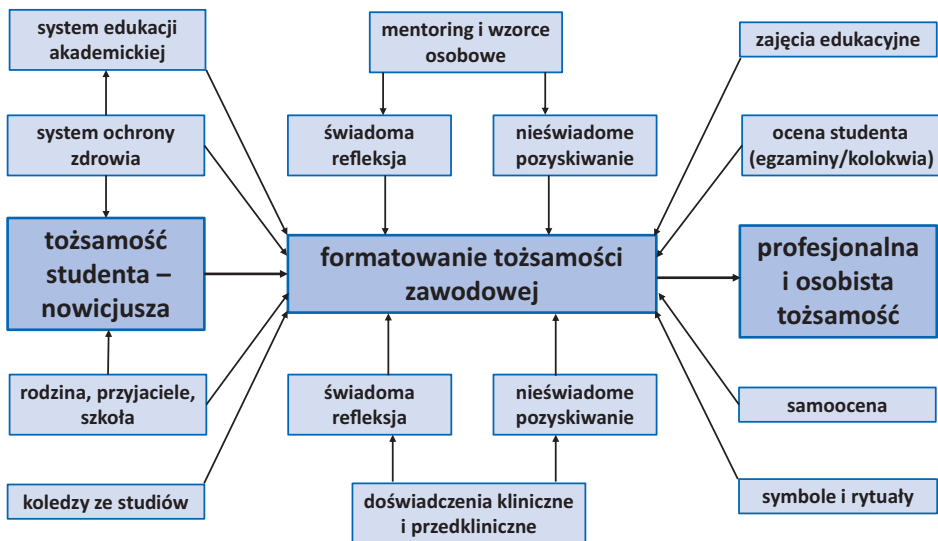 system edukacji
akademickiej
mentoring i wzorce
osobowe
zajęcia edukacyjne
system ochrony
zdrowia
świadoma
refleksja
nieświadome
pozyskiwanie
ocena studenta
(egzaminy/kolokwia)
tożsamość
studenta –
nowicjusza
formatowanie tożsamości
zawodowej
profesjonalna
i osobista
tożsamość
rodzina, przyjaciele,
szkoła
świadoma
refleksja
nieświadome
pozyskiwanie
samoocena
koledzy ze studiów
doświadczenia kliniczne
i przedkliniczne
symbole i rytuały